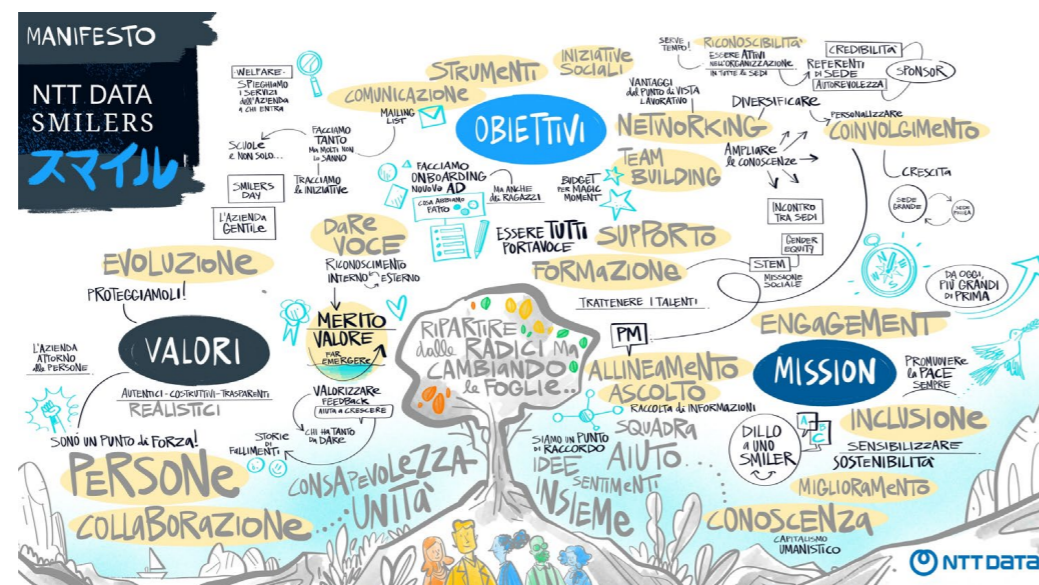 MANIFESTO
NTT DATA
SMILERS
スマイル
-WELFARE-
SPIEGHIAMO
I SERVIZI
dell'AZIENDA
A CHI ENTRA
SCUOLE
e NON SOLO...
FACCIAMO
TANTO
MA MOLTI NON
LO SANNO
TRACCIAMO
le INIZIATIVE
SMILERS
DAY
L'AZIENDA
GENTILE
STRUMENTI
COMUNICAZIONE
MAILING
LIST
INIZIATIVE
SOCIALI
OBIETTIVI
FACCIAMO
ONBOARDING
NUOVO AD
COSA ABBIAMO
FATTO
MA ANCHE
dei RAGAZZI
BUDGET
PER MAGIC
MOMENT
ESSERE TUTTI
PORTAVOCE
SERVE
TEMPO!
RICONOSCIBILITÀ
ESSERE ATTIVI
NELL'ORGANIZZAZIONE
IN TUTTE le SEDI
VANTAGGI
dal PUNTO DI VISTA
LAVORATIVO
NETWORKING
TEAM
BUILDING
DIVERSIFICARE
AMPLIARE
le CONOSCENZE
CREDIBILITÀ
REFERENTI
DI SEDE
AUTOREVOLEZZA
SPONSOR
PERSONALIZZARE
COINVOLGIMENTO
CRESCITA
SEDE
GRANDE
SEDE
PICCOLA
INCONTRO
TRA SEDI
GENDER
EQUITY
STEM
MISSIONE
SOCIALE
SUPPORTO
FORMAZIONE
TRATTENERE I TALENTI
DA OGGI,
PIÙ GRANDI
DI PRIMA
EVOLUZIONE
PROTEGGIAMOLI!
VALORI
L'AZIENDA
ATTORNO
alle PERSONE
AUTENTICI-COSTRUTTIVI-TRASPARENTI
REALISTICI
SONO UN PUNTO di FORZA!
PERSONE
COLLABORAZIONE
DARE
VOCE
RICONOSCIMENTO
INTERNO ESTERNO
MERITO
VALORE
FAR
EMERGERE
VALORIZZARE
FEEDBACK
AIUTA A CRESCERE
CHI HA TANTO
DA DARE
STORIE
DI
FALLIMENTI
CONSAPEVOLEZZA
UNITÀ
RIPARTIRE
dalle RADICI MA
CAMBIANDO
le FOGLIE...
PM
ALLINEAMENTO
ASCOLTO
RACCOLTA di INFORMAZIONI
SIAMO UN PUNTO
DI RACCORDO
SQUADRA
IDEE
AIUTO
SENTIMENTI
INSIEME
ENGAGEMENT
MISSION
PROMUOVERE
la PACE
SEMPRE
DILLO
A UNO
SMILER
A
B
C
INCLUSIONE
SENSIBILIZZARE
SOSTENIBILITÀ
MIGLIORAMENTO
CONOSCENZA
CAPITALISMO
UMANISTICO
NTT DATA